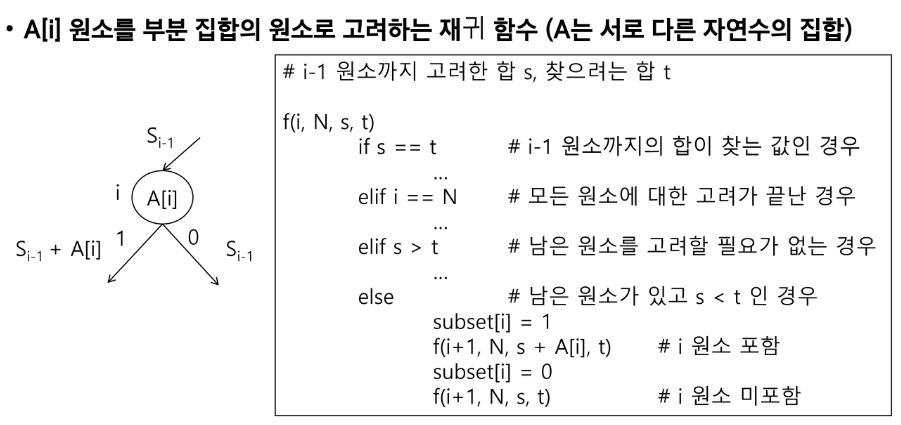 • A[i] 원소를 부분 집합의 원소로 고려하는 재귀 함수 (A는 서로 다른 자연수의 집합)
# i-1 원소까지 고려한 합 s, 찾으려는 합 t
f(i, N, s, t)
if s == t # i-1 원소까지의 합이 찾는 값인 경우
...
elif i == N # 모든 원소에 대한 고려가 끝난 경우
...
elif s > t # 남은 원소를 고려할 필요가 없는 경우
...
else # 남은 원소가 있고 s < t 인 경우
subset[i] = 1
f(i+1, N, s + A[i], t) # i 원소 포함
subset[i] = 0
f(i+1, N, s, t) # i 원소 미포함
Si-1
i A[i]
Si-1 + A[i] 1 0 Si-1